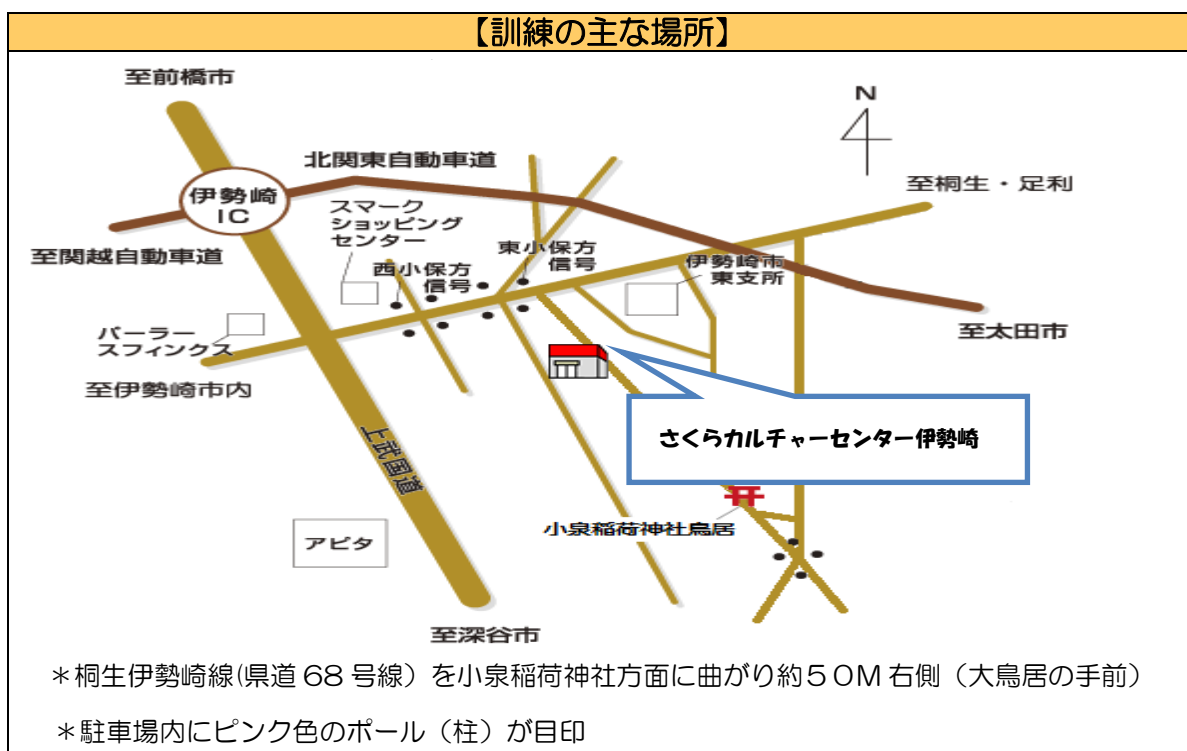 【訓練の主な場所】
至前橋市
N
北関東自動車道
至桐生・足利
伊勢崎
IC
スマーク
ショッピング
センター
東小保方
信号
至関越自動車道
西小保方
信号
伊勢崎市
東支所
パーラー
スフィンクス
至太田市
至伊勢崎市内
さくらカルチャーセンター伊勢崎
上武国道
小泉稲荷神社鳥居
アピタ
至深谷市
＊桐生伊勢崎線(県道 68 号線）を小泉稲荷神社方面に曲がり約５０M 右側（大鳥居の手前）
＊駐車場内にピンク色のポール（柱）が目印